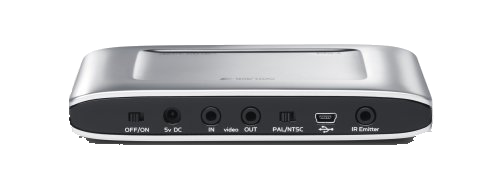 OFF/ON 5v DC IN video OUT PAL/NTSC IR Emitter